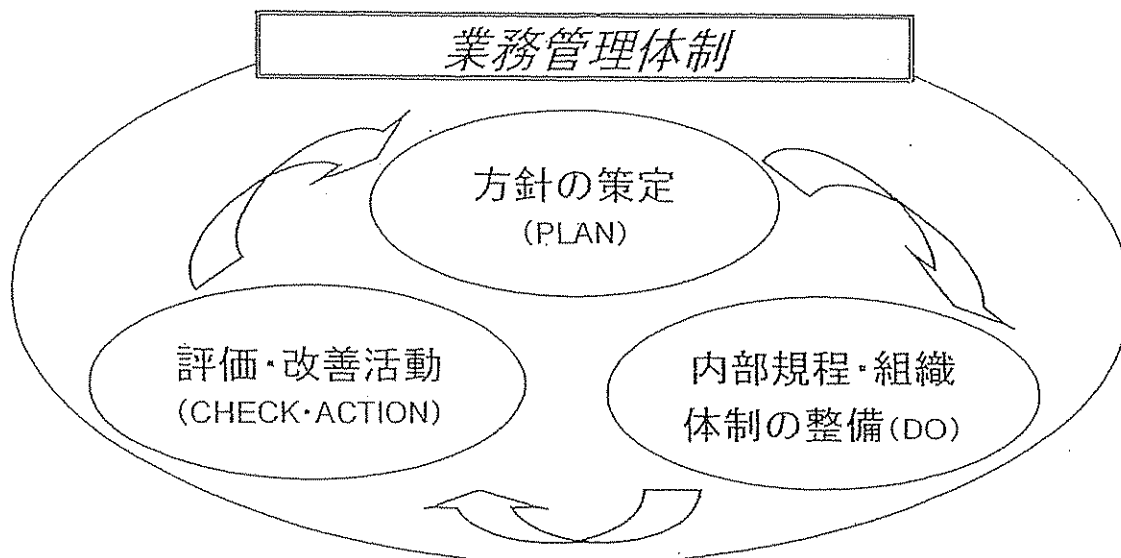 業務管理体制
方針の策定
(PLAN)
評価・改善活動
(CHECK・ACTION)
内部規程・組織
体制の整備(DO)